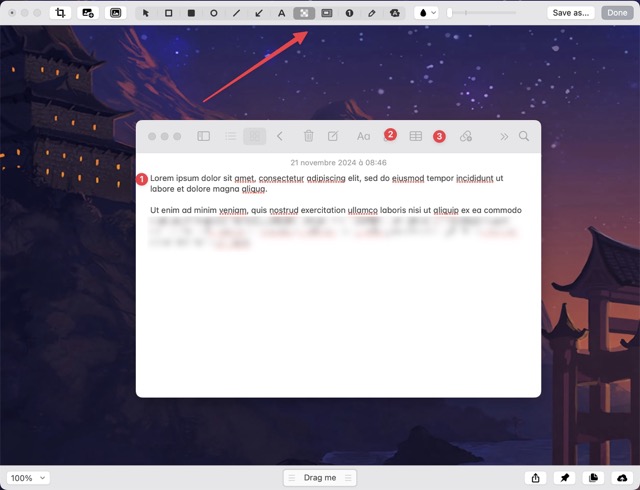 A
1
Save as...
Done
Aa
2
3
21 novembre 2024 à 08:46
1
Lorem ipsum dolor sit amet, consectetur adipiscing elit, sed do eiusmod tempor incididunt ut
labore et dolore magna aliqua.
Ut enim ad minim veniam, quis nostrud exercitation ullamco laboris nisi ut aliquip ex ea commodo
100%
Drag me